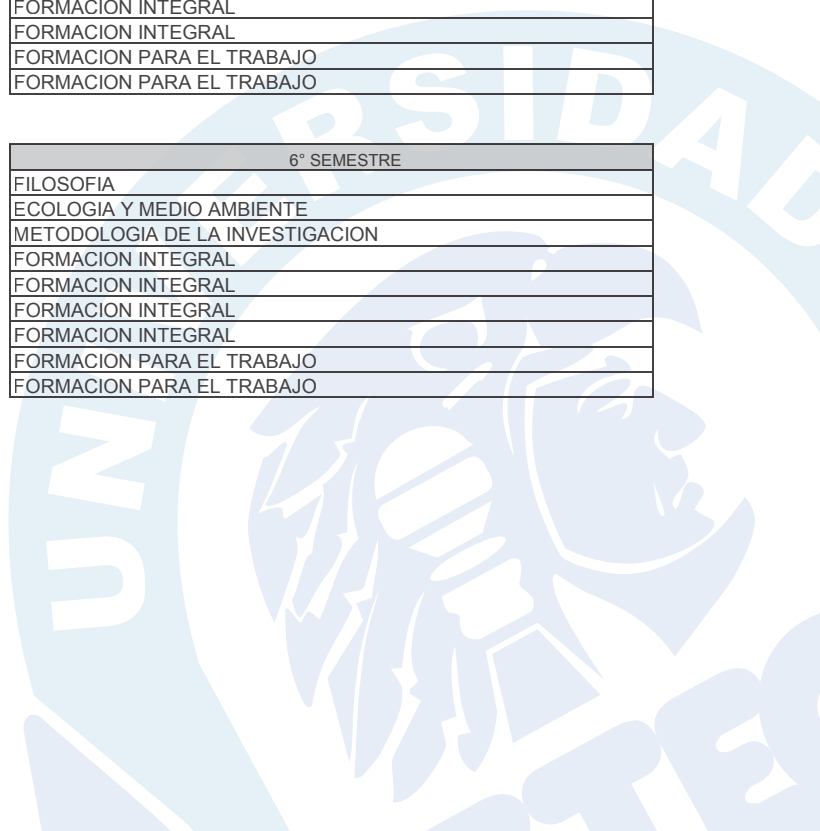 FORMACION INTEGRAL
FORMACION INTEGRAL
FORMACION PARA EL TRABAJO
FORMACION PARA EL TRABAJO
6° SEMESTRE
FILOSOFIA
ECOLOGIA Y MEDIO AMBIENTE
METODOLOGIA DE LA INVESTIGACION
FORMACION INTEGRAL
FORMACION INTEGRAL
FORMACION INTEGRAL
FORMACION INTEGRAL
FORMACION PARA EL TRABAJO
FORMACION PARA EL TRABAJO